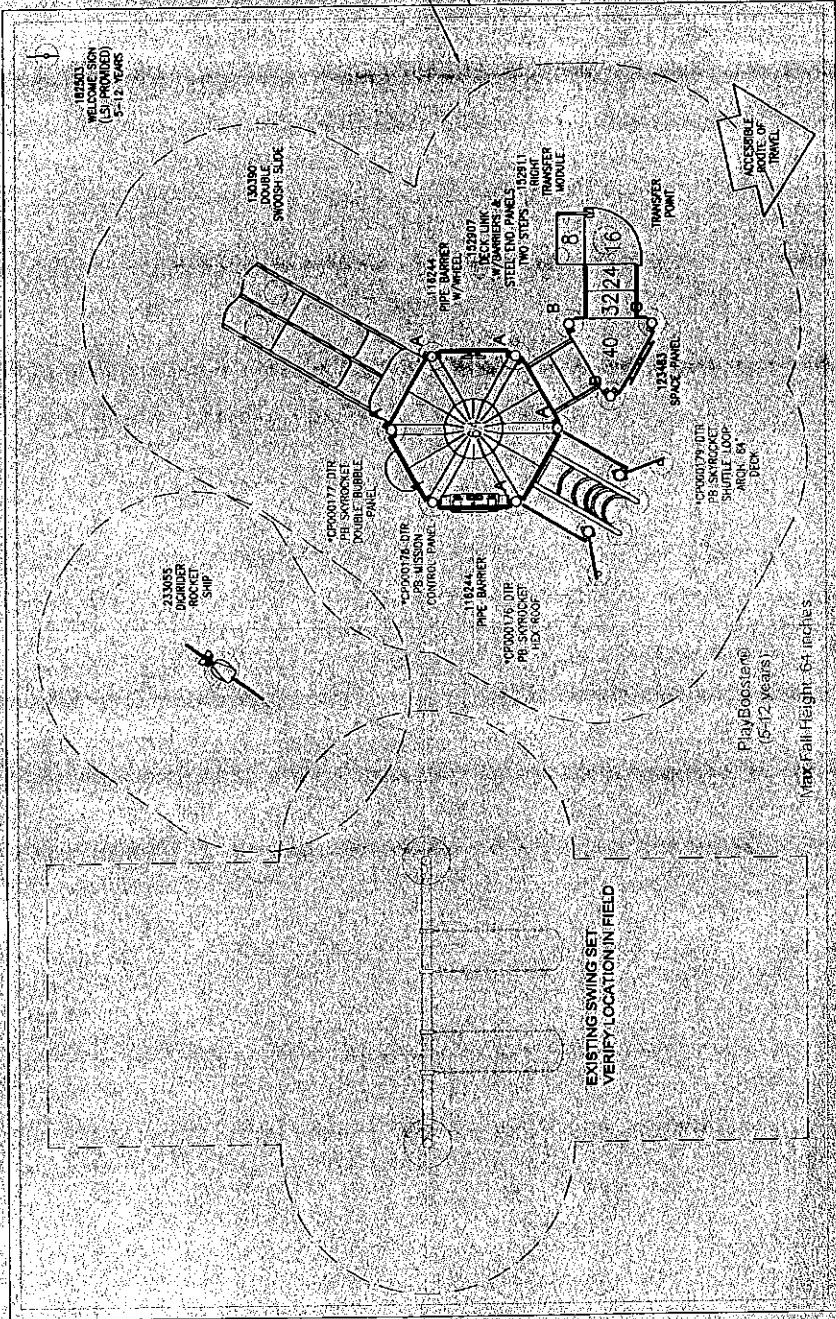 182503
WELCOME SIGN
(LSI PROVIDED)
5-12 YEARS
130390
DOUBLE
SWOOSH SLIDE
116244
PIPE BARRIER
W/WHEEL
152907
DECK LINK
W/BARRIERS &
STEEL END PANELS
TWO STEPS
152911
RIGHT
TRANSFER
MODULE
TRANSFER
POINT
ACCESSIBLE
ROUTE OF
TRAVEL
8
16
24
32
40
B
B
B
B
A
A
A
A
123483
SPACE PANEL
*CP000179 DTR
PB SKYROCKET
SHUTTLE LOOP
ARCH 64"
DECK
*CP000177 DTR
PB SKYROCKET
DOUBLE BUBBLE
PANEL
*CP000178 DTR
PB MISSION
CONTROL PANEL
116244
PIPE BARRIER
*CP000176 DTR
PB SKYROCKET
HEX ROOF
233055
DIGIRIDER
ROCKET
SHIP
PlayBooster®
(5-12 years)
Max Fall Height: 64 inches
EXISTING SWING SET
VERIFY LOCATION IN FIELD